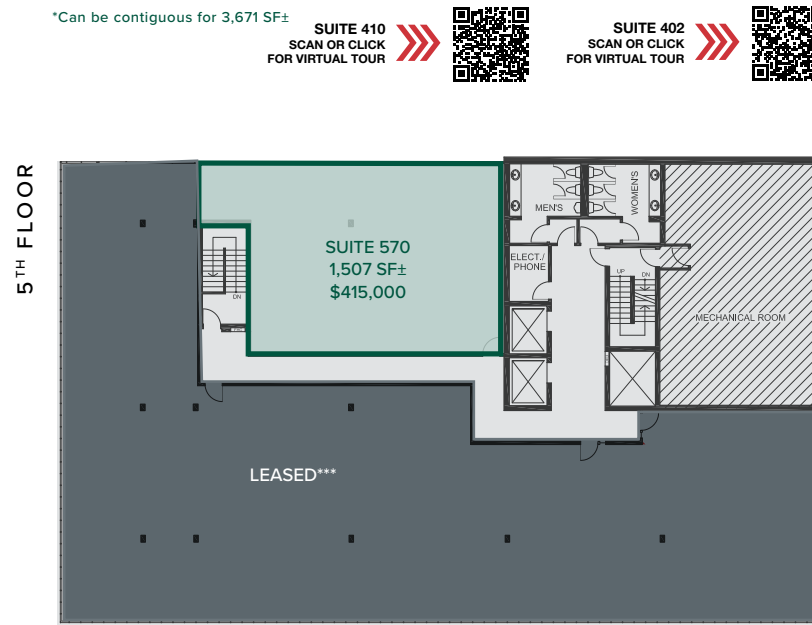 *Can be contiguous for 3,671 SF±
SUITE 410
SCAN OR CLICK
FOR VIRTUAL TOUR
SUITE 402
SCAN OR CLICK
FOR VIRTUAL TOUR
5TH FLOOR
SUITE 570
1,507 SF±
$415,000
MEN'S
WOMEN'S
ELECT./
PHONE
UP
DN
DN
MECHANICAL ROOM
LEASED***